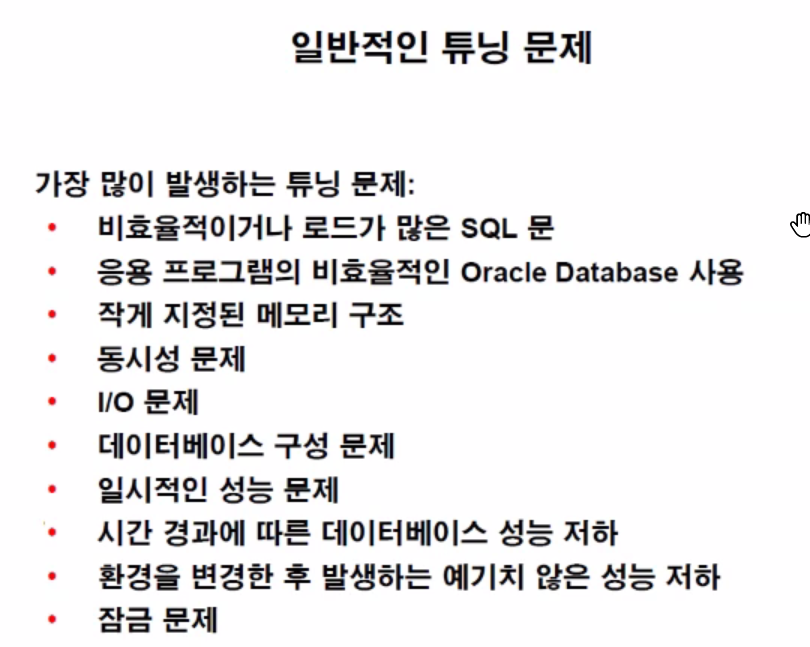 일반적인 튜닝 문제
가장 많이 발생하는 튜닝 문제:
• 비효율적이거나 로드가 많은 SQL 문
• 응용 프로그램의 비효율적인 Oracle Database 사용
• 작게 지정된 메모리 구조
• 동시성 문제
• I/O 문제
• 데이터베이스 구성 문제
• 일시적인 성능 문제
• 시간 경과에 따른 데이터베이스 성능 저하
• 환경을 변경한 후 발생하는 예기치 않은 성능 저하
• 잠금 문제